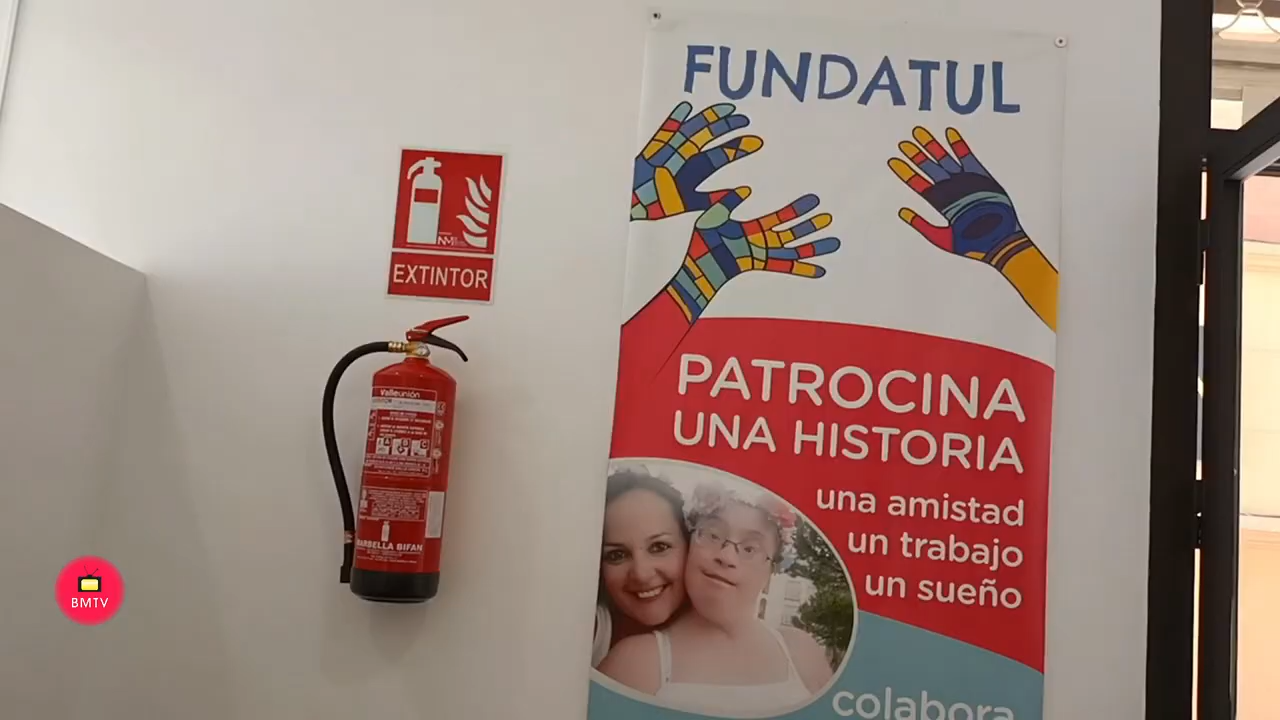 FUNDATUL
EXTINTOR
PATROCINA
UNA HISTORIA
una amistad
un trabajo
un sueño
colabora
Valleunión
MARBELLA BIFAN
BMTV